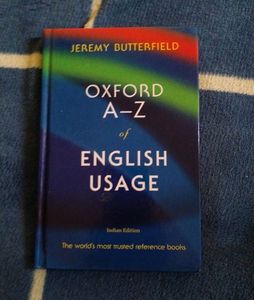 JEREMY BUTTERFIELD
OXFORD
A–Z
of
ENGLISH
USAGE
Indian Edition
The world's most trusted reference books